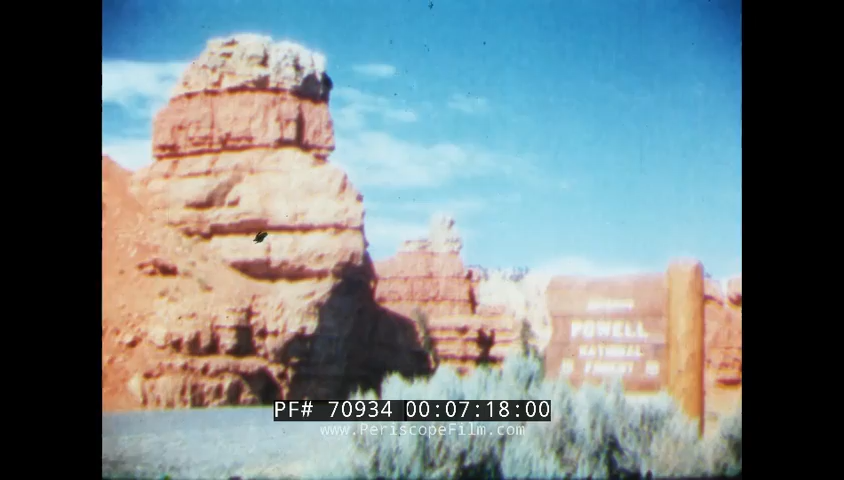 POWELL
NATIONAL
FOREST
PF# 70934 00:07:18:00
www.PeriscopeFilm.com